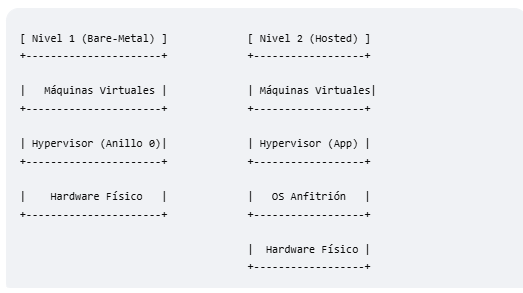 [ Nivel 1 (Bare-Metal) ]             [ Nivel 2 (Hosted) ]
+---------------------+             +-----------------+
|   Máquinas Virtuales |             | Máquinas Virtuales|
+---------------------+             +-----------------+
| Hypervisor (Anillo 0)|             | Hypervisor (App) |
+---------------------+             +-----------------+
|    Hardware Físico   |             |   OS Anfitrión   |
+---------------------+             +-----------------+
|  Hardware Físico |
+-----------------+